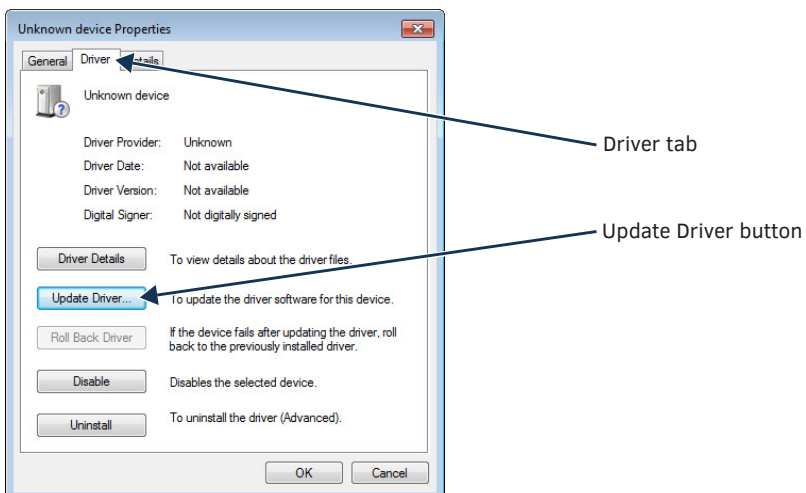 Unknown device Properties
General Driver Details
Unknown device
Driver Provider: Unknown
Driver Date: Not available
Driver Version: Not available
Digital Signer: Not digitally signed
Driver Details To view details about the driver files.
Update Driver... To update the driver software for this device.
Roll Back Driver If the device fails after updating the driver, roll
back to the previously installed driver.
Disable Disables the selected device.
Uninstall To uninstall the driver (Advanced).
OK Cancel
Driver tab
Update Driver button